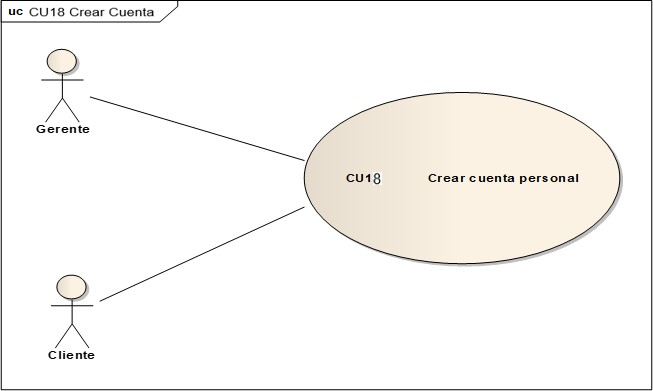 uc CU18 Crear Cuenta
Gerente
CU18 Crear cuenta personal
Cliente